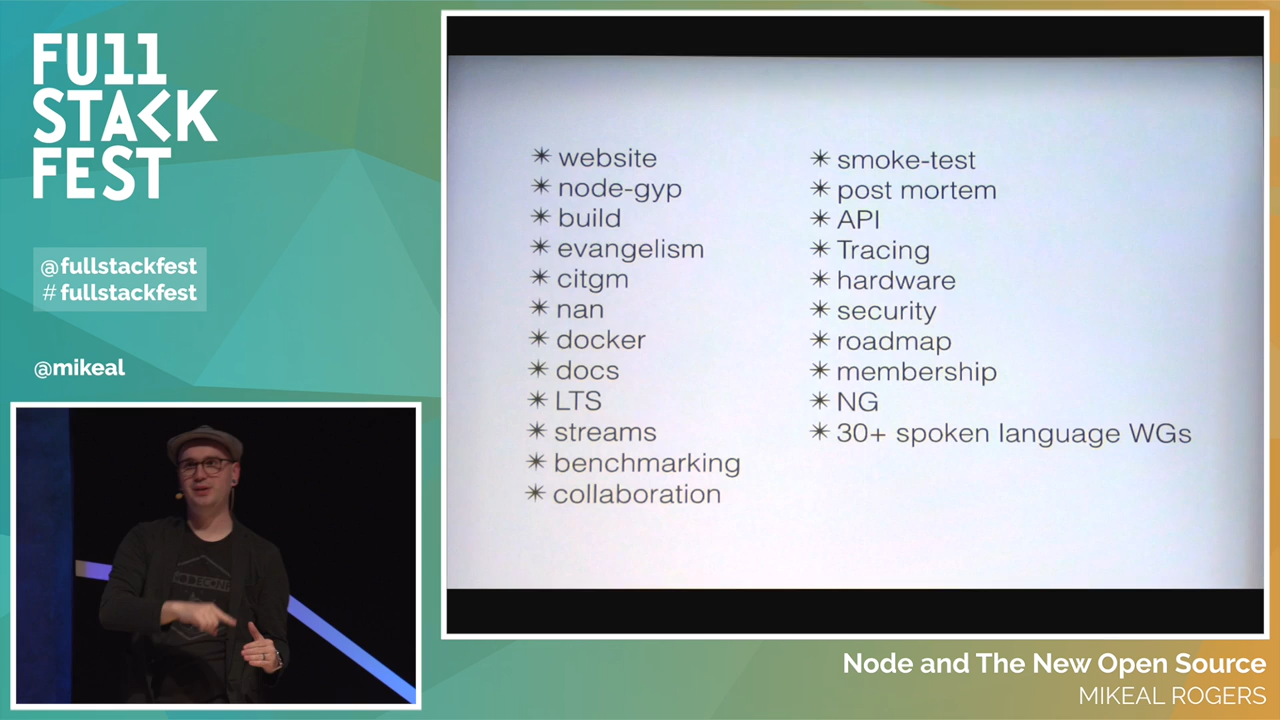 FU11
STACK
FEST
@fullstackfest
# fullstackfest
@mikeal
✴ website
✴ node-gyp
✴ build
✴ evangelism
✴ citgm
✴ nan
✴ docker
✴ docs
✴ LTS
✴ streams
✴ benchmarking
✴ collaboration
✴ smoke-test
✴ post mortem
✴ API
✴ Tracing
✴ hardware
✴ security
✴ roadmap
✴ membership
✴ NG
✴ 30+ spoken language WGs
NODECONF
Node and The New Open Source
MIKEAL ROGERS